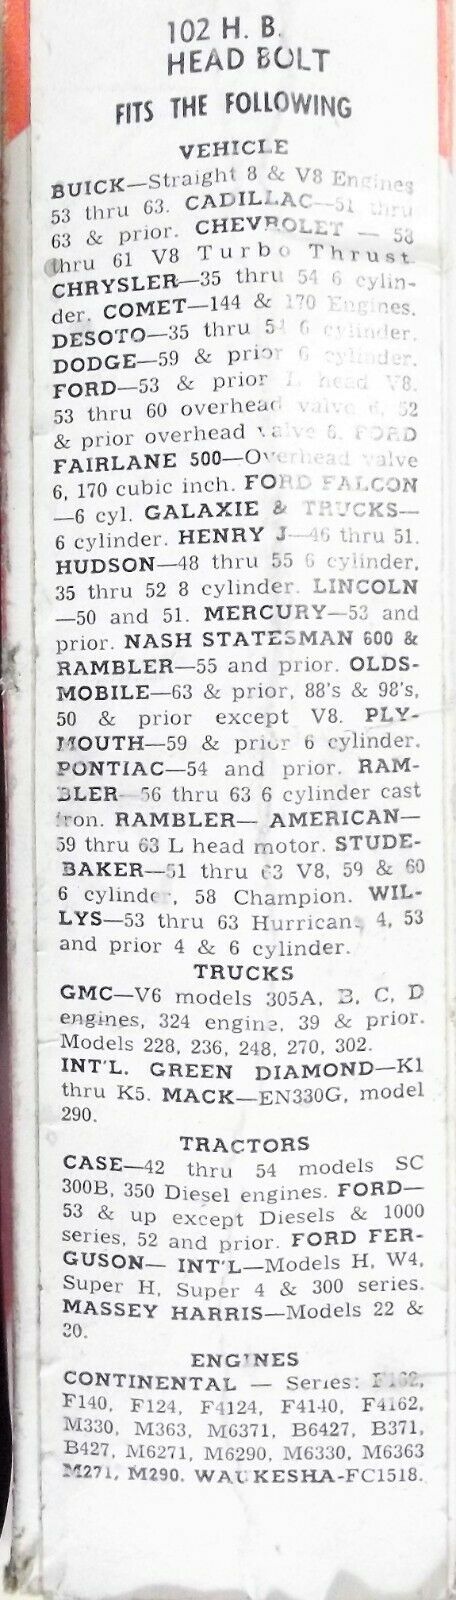 102 H. B.
HEAD BOLT
FITS THE FOLLOWING
VEHICLE
BUICK—Straight 8 & V8 Engines
53 thru 63. CADILLAC—51 thru
63 & prior. CHEVROLET — 58
thru 61 V8 Turbo Thrust.
CHRYSLER—35 thru 54 6 cylin-
der. COMET—144 & 170 Engines.
DESOTO—35 thru 54 6 cylinder.
DODGE—59 & prior 6 cylinder.
FORD—53 & prior L head V8.
53 thru 60 overhead valve 6, 52
& prior overhead valve 6. FORD
FAIRLANE 500—Overhead valve
6, 170 cubic inch. FORD FALCON
—6 cyl. GALAXIE & TRUCKS—
6 cylinder. HENRY J—46 thru 51.
HUDSON—48 thru 55 6 cylinder,
35 thru 52 8 cylinder. LINCOLN
—50 and 51. MERCURY—53 and
prior. NASH STATESMAN 600 &
RAMBLER—55 and prior. OLDS-
MOBILE—63 & prior, 88's & 98's,
50 & prior except V8. PLY-
MOUTH—59 & prior 6 cylinder.
PONTIAC—54 and prior. RAM-
BLER—56 thru 63 6 cylinder cast
iron. RAMBLER— AMERICAN—
59 thru 63 L head motor. STUDE-
BAKER—51 thru 63 V8, 59 & 60
6 cylinder, 58 Champion. WIL-
LYS—53 thru 63 Hurricane 4, 53
and prior 4 & 6 cylinder.
TRUCKS
GMC—V6 models 305A, B, C, D
engines, 324 engine, 39 & prior.
Models 228, 236, 248, 270, 302.
INT'L. GREEN DIAMOND—K1
thru K5. MACK—EN330G, model
290.
TRACTORS
CASE—42 thru 54 models SC
300B, 350 Diesel engines. FORD—
53 & up except Diesels & 1000
series, 52 and prior. FORD FER-
GUSON— INT'L—Models H, W4,
Super H, Super 4 & 300 series.
MASSEY HARRIS—Models 22 &
30.
ENGINES
CONTINENTAL — Series: F162,
F140, F124, F4124, F4140, F4162,
M330, M363, M6371, B6427, B371,
B427, M6271, M6290, M6330, M6363
M271, M290. WAUKESHA-FC1518.